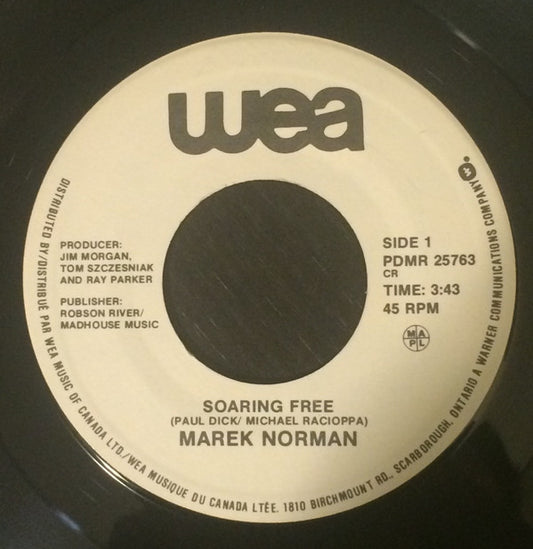 wea
PRODUCER:
JIM MORGAN,
TOM SZCZESNIAK
AND RAY PARKER
PUBLISHER:
ROBSON RIVER/
MADHOUSE MUSIC
SIDE 1
PDMR 25763
CR
TIME: 3:43
45 RPM
M A
P L
SOARING FREE
(PAUL DICK/ MICHAEL RACIOPPA)
MAREK NORMAN
DISTRIBUTED BY/DISTRIBUÉ PAR WEA MUSIC OF CANADA LTD./WEA MUSIQUE DU CANADA LTÉE. 1810 BIRCHMOUNT RD., SCARBOROUGH, ONTARIO A WARNER COMMUNICATIONS COMPANY